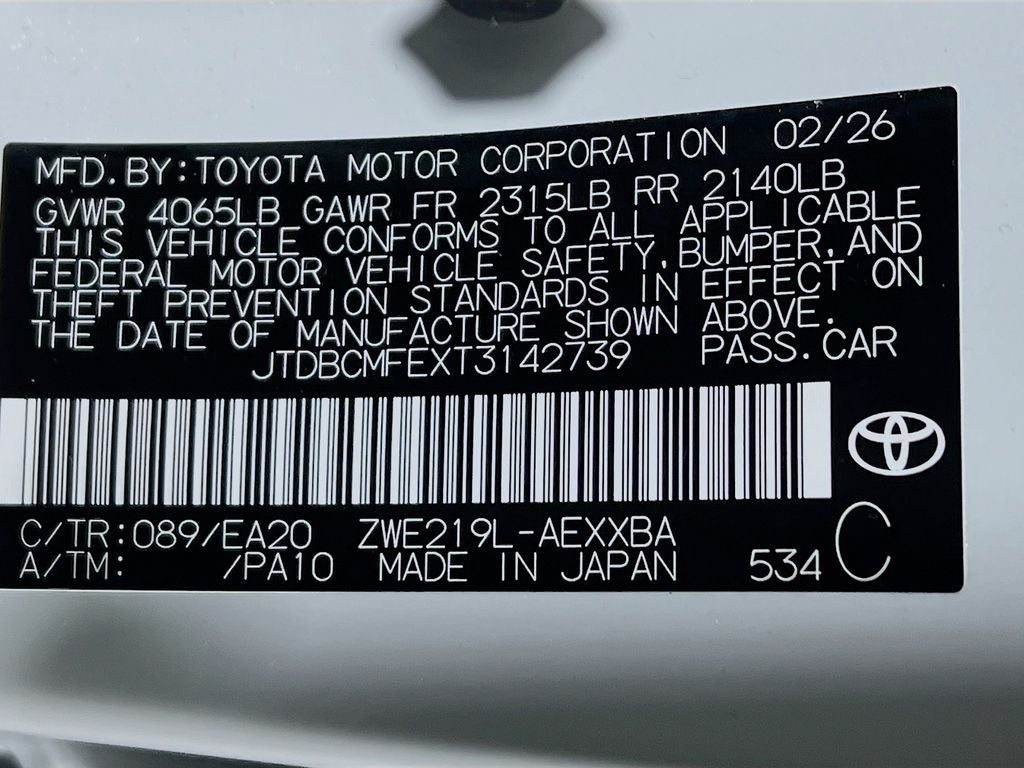 MFD.BY:TOYOTA MOTOR CORPORATION 02/26
GVWR 4065LB GAWR FR 2315LB RR 2140LB
THIS VEHICLE CONFORMS TO ALL APPLICABLE
FEDERAL MOTOR VEHICLE SAFETY,BUMPER,AND
THEFT PREVENTION STANDARDS IN EFFECT ON
THE DATE OF MANUFACTURE SHOWN ABOVE.
JTDBCMFEXT3142739 PASS.CAR
C/TR:089/EA20 ZWE219L-AEXXBA
A/TM: /PA10 MADE IN JAPAN 534 C